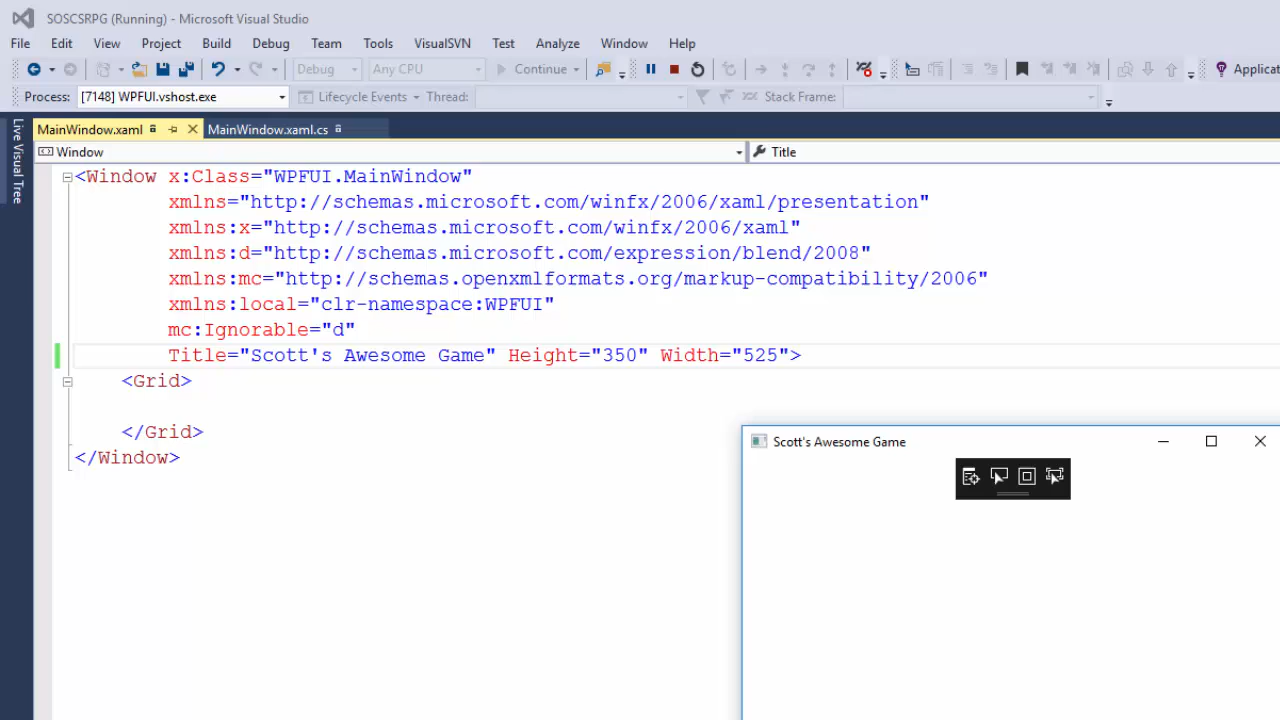 SOSCSRPG (Running) - Microsoft Visual Studio
File Edit View Project Build Debug Team Tools VisualSVN Test Analyze Window Help
Debug Any CPU Continue Applicat
Process: [7148] WPFUI.vshost.exe Lifecycle Events Thread: Stack Frame:
Live Visual Tree
MainWindow.xaml MainWindow.xaml.cs
Window Title
<Window x:Class="WPFUI.MainWindow"
xmlns="http://schemas.microsoft.com/winfx/2006/xaml/presentation"
xmlns:x="http://schemas.microsoft.com/winfx/2006/xaml"
xmlns:d="http://schemas.microsoft.com/expression/blend/2008"
xmlns:mc="http://schemas.openxmlformats.org/markup-compatibility/2006"
xmlns:local="clr-namespace:WPFUI"
mc:Ignorable="d"
Title="Scott's Awesome Game" Height="350" Width="525">
<Grid>
</Grid>
</Window>
Scott's Awesome Game